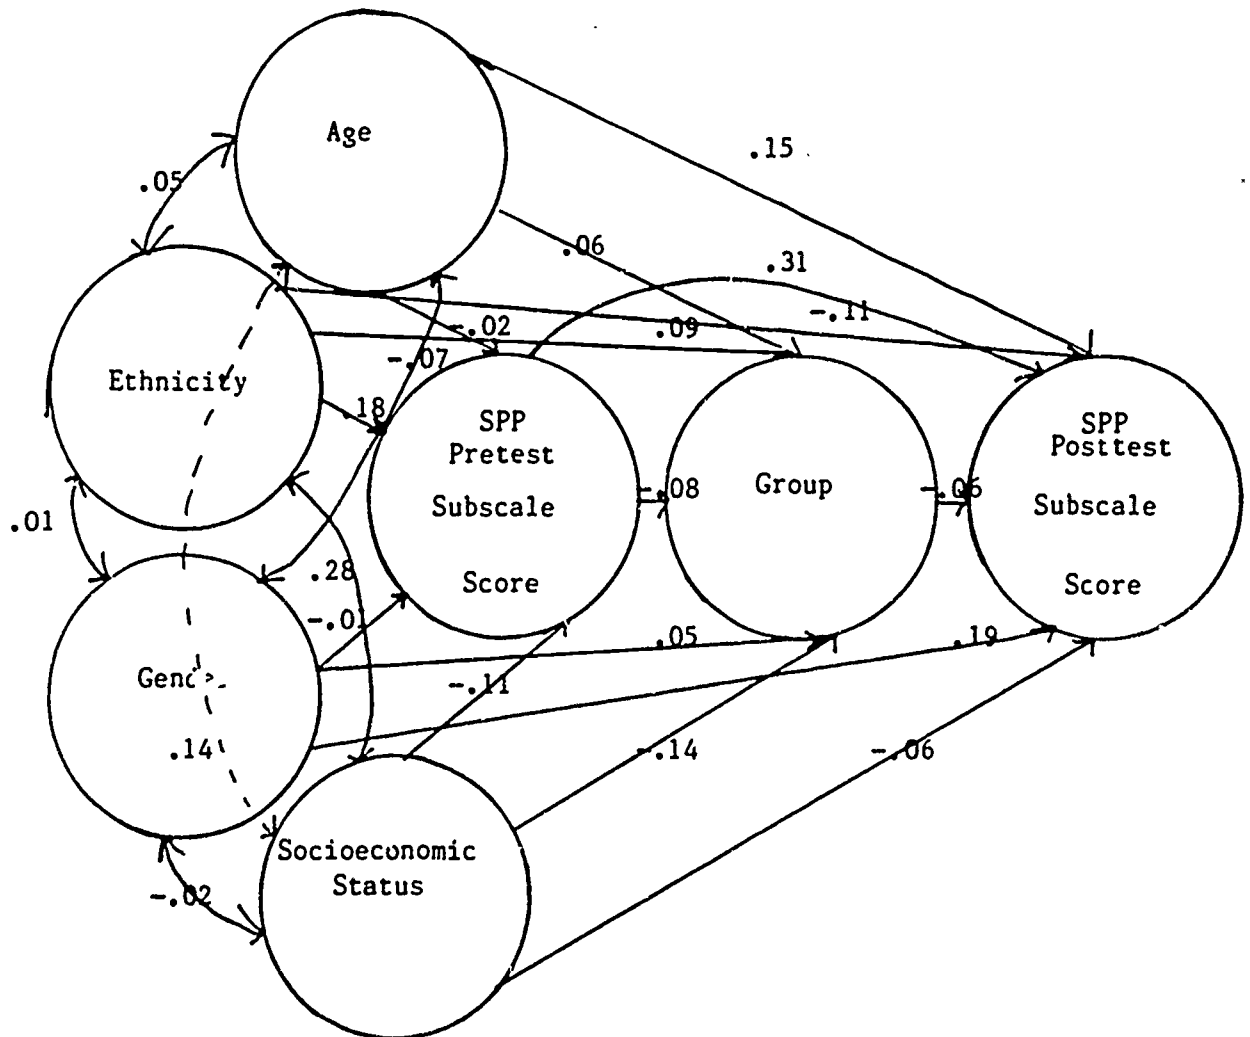 Age
.15
.05
.06
.31
-.02
.09
-.11
-.07
Ethnicity
.18
SPP
Pretest
Subscale
Score
-.08
Group
SPP
Posttest
Subscale
Score
.01
.28
-.01
.05
.19
-.11
.14
-.14
-.06
Socioeconomic
Status
-.02